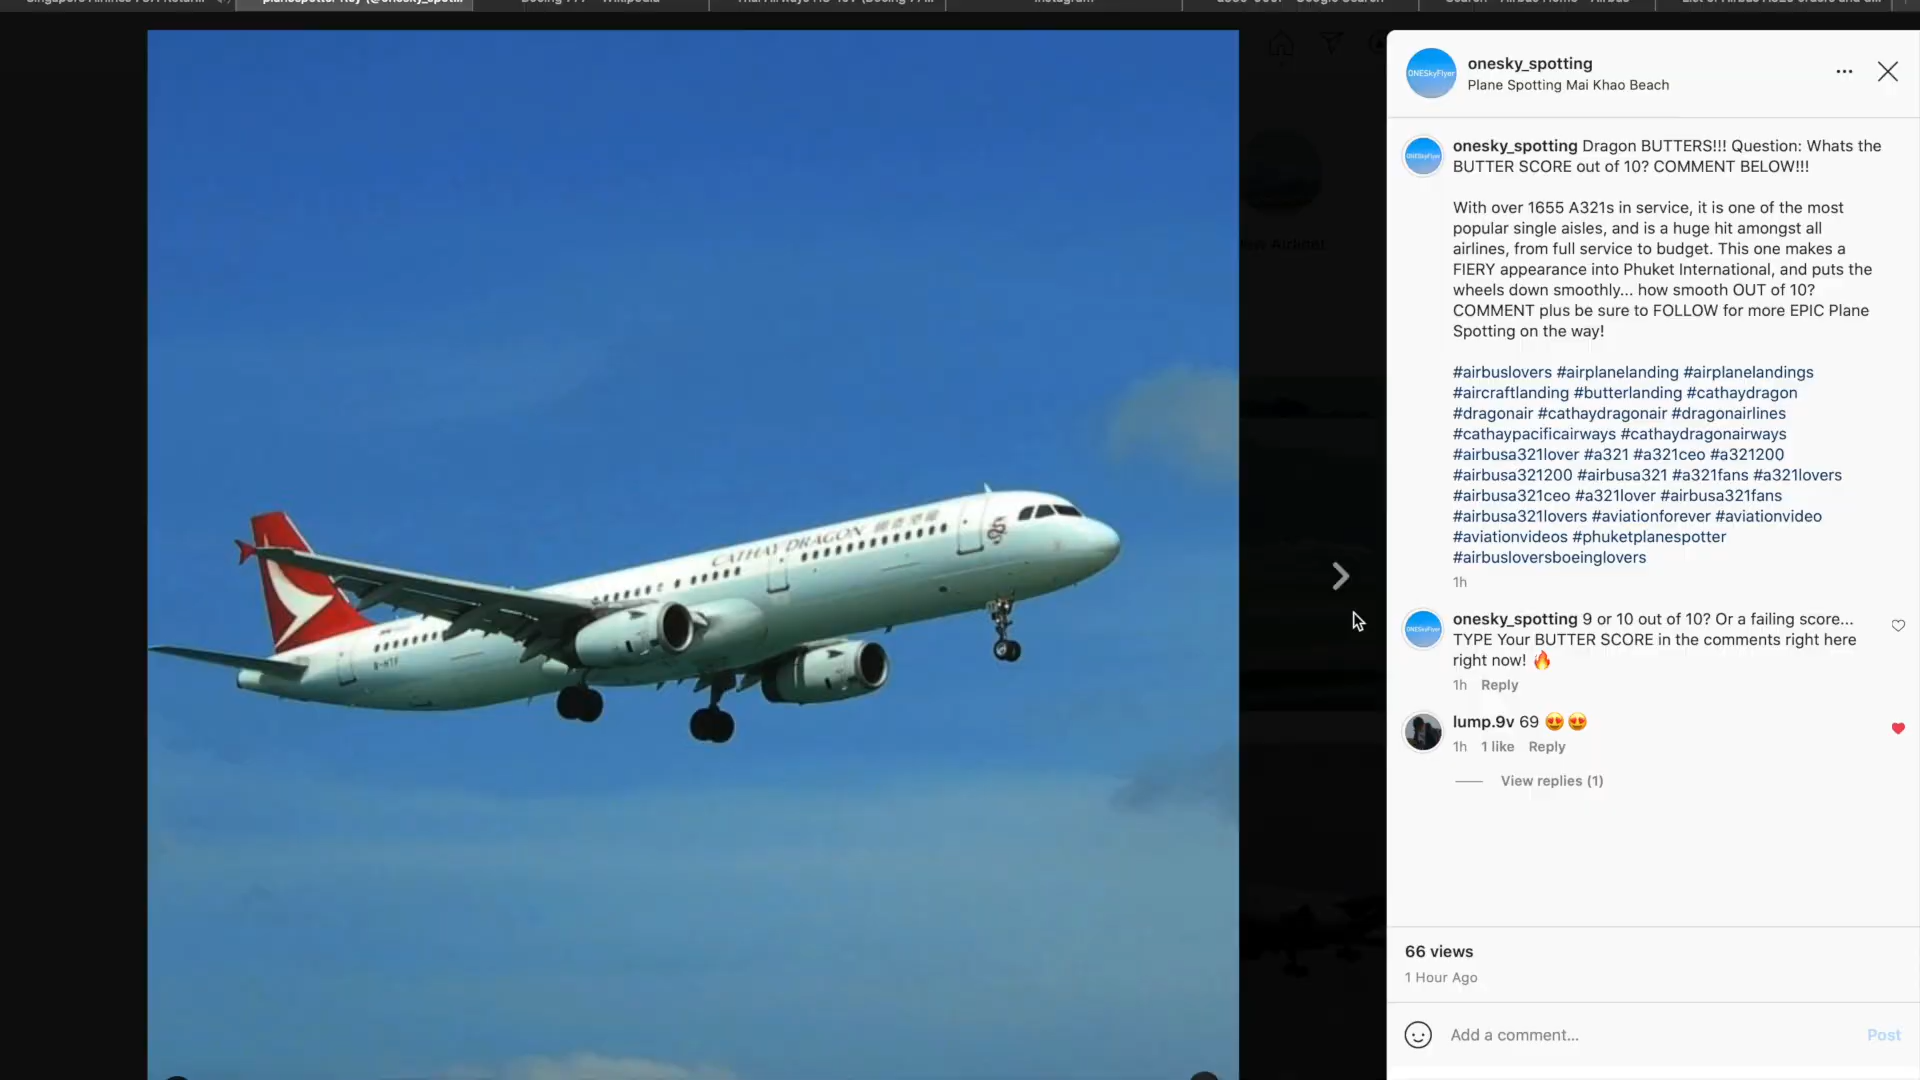 onesky_spotting
Plane Spotting Mai Khao Beach
onesky_spotting Dragon BUTTERS!!! Question: Whats the
BUTTER SCORE out of 10? COMMENT BELOW!!!
With over 1655 A321s in service, it is one of the most
popular single aisles, and is a huge hit amongst all
airlines, from full service to budget. This one makes a
FIERY appearance into Phuket International, and puts the
wheels down smoothly... how smooth OUT of 10?
COMMENT plus be sure to FOLLOW for more EPIC Plane
Spotting on the way!
#airbuslovers #airplanelanding #airplanelandings
#aircraftlanding #butterlanding #cathaydragon
#dragonair #cathaydragonair #dragonairlines
#cathaypacificairways #cathaydragonairways
#airbusa321lover #a321 #a321ceo #a321200
#airbusa321200 #airbusa321 #a321fans #a321lovers
#airbusa321ceo #a321lover #airbusa321fans
#airbusa321lovers #aviationforever #aviationvideo
#aviationvideos #phuketplanespotter
#airbusloversboeinglovers
1h
onesky_spotting 9 or 10 out of 10? Or a failing score...
TYPE Your BUTTER SCORE in the comments right here
right now! 🔥
1h Reply
lump.9v 69 😍😍
1h 1 like Reply
View replies (1)
66 views
1 Hour Ago
Add a comment...
Post
ONESkyFlyer
CATHAY DRAGON